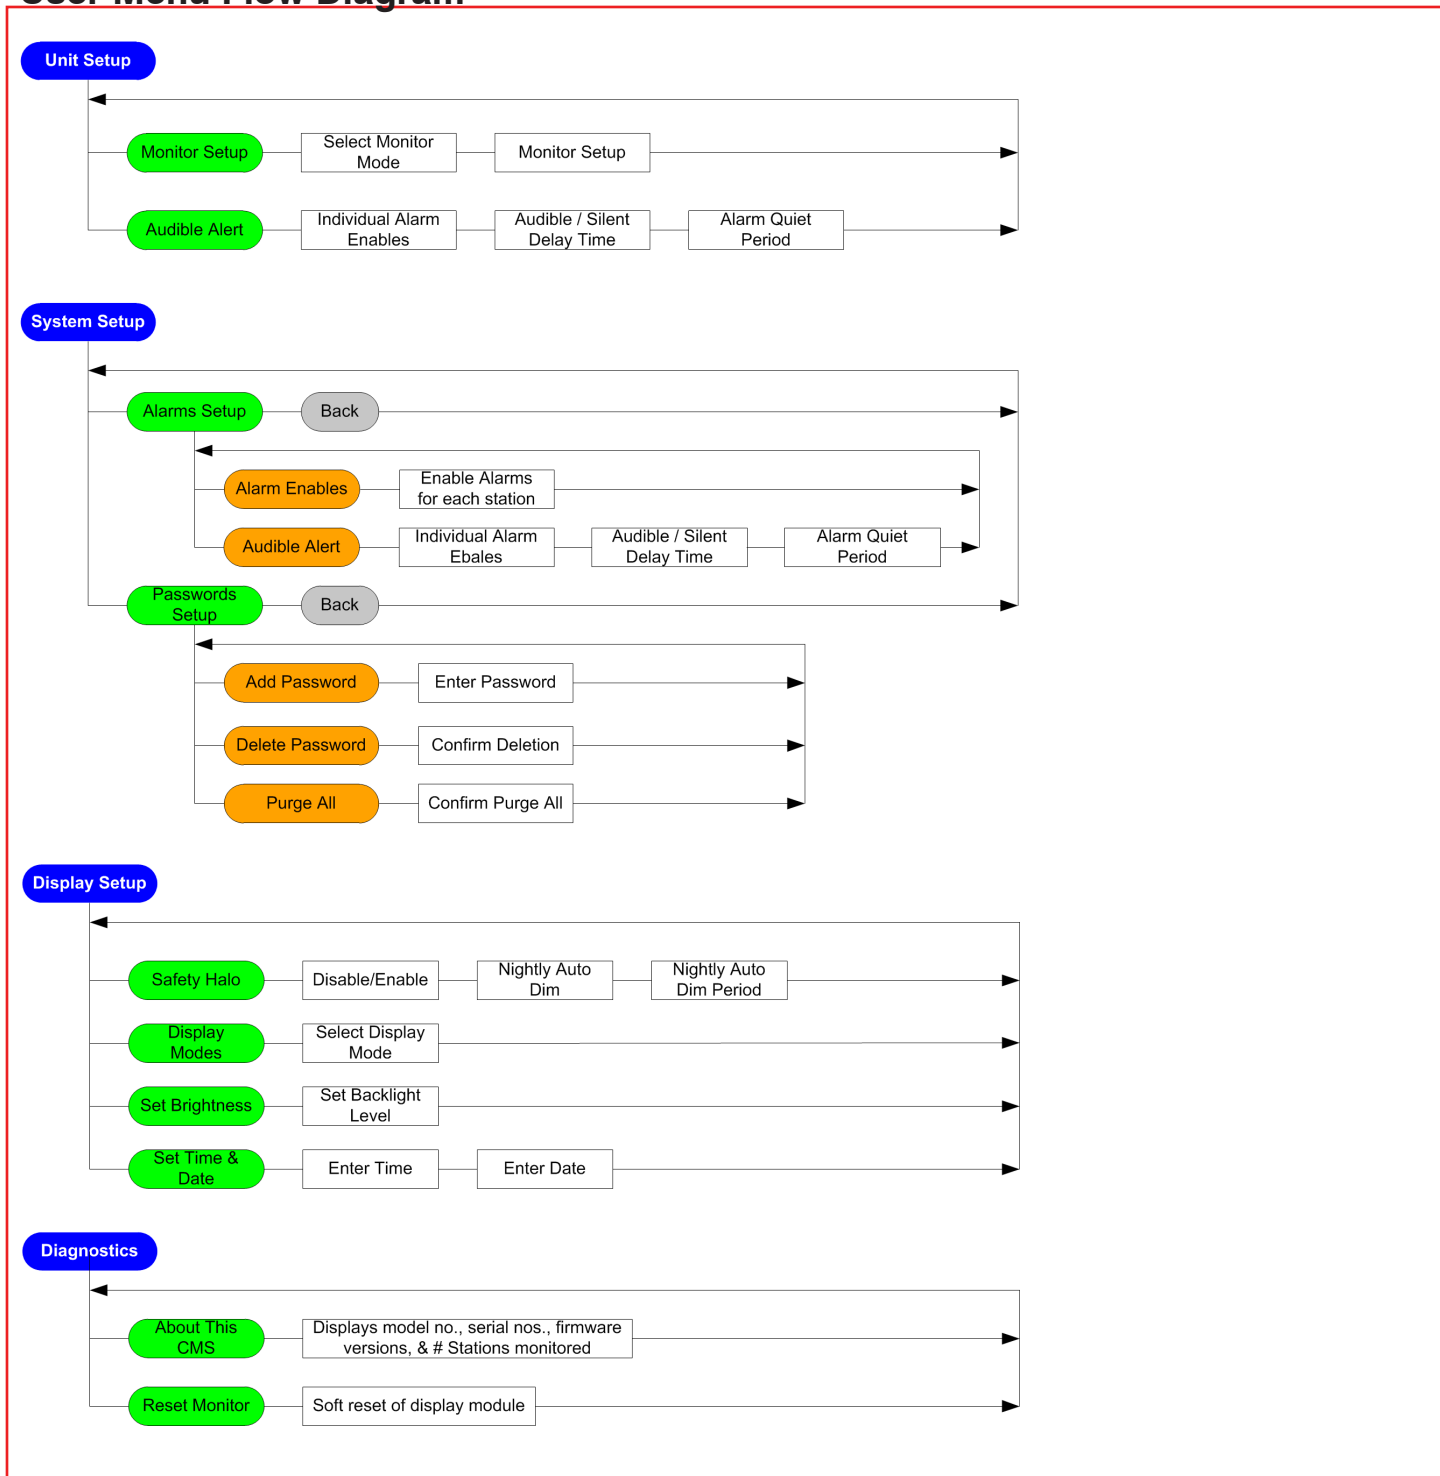 User Menu Flow Diagram
Unit Setup
Monitor Setup
Select Monitor
Mode
Monitor Setup
Audible Alert
Individual Alarm
Enables
Audible / Silent
Delay Time
Alarm Quiet
Period
System Setup
Alarms Setup
Back
Alarm Enables
Enable Alarms
for each station
Audible Alert
Individual Alarm
Ebales
Audible / Silent
Delay Time
Alarm Quiet
Period
Passwords
Setup
Back
Add Password
Enter Password
Delete Password
Confirm Deletion
Purge All
Confirm Purge All
Display Setup
Safety Halo
Disable/Enable
Nightly Auto
Dim
Nightly Auto
Dim Period
Display
Modes
Select Display
Mode
Set Brightness
Set Backlight
Level
Set Time &
Date
Enter Time
Enter Date
Diagnostics
About This
CMS
Displays model no., serial nos., firmware
versions, & # Stations monitored
Reset Monitor
Soft reset of display module